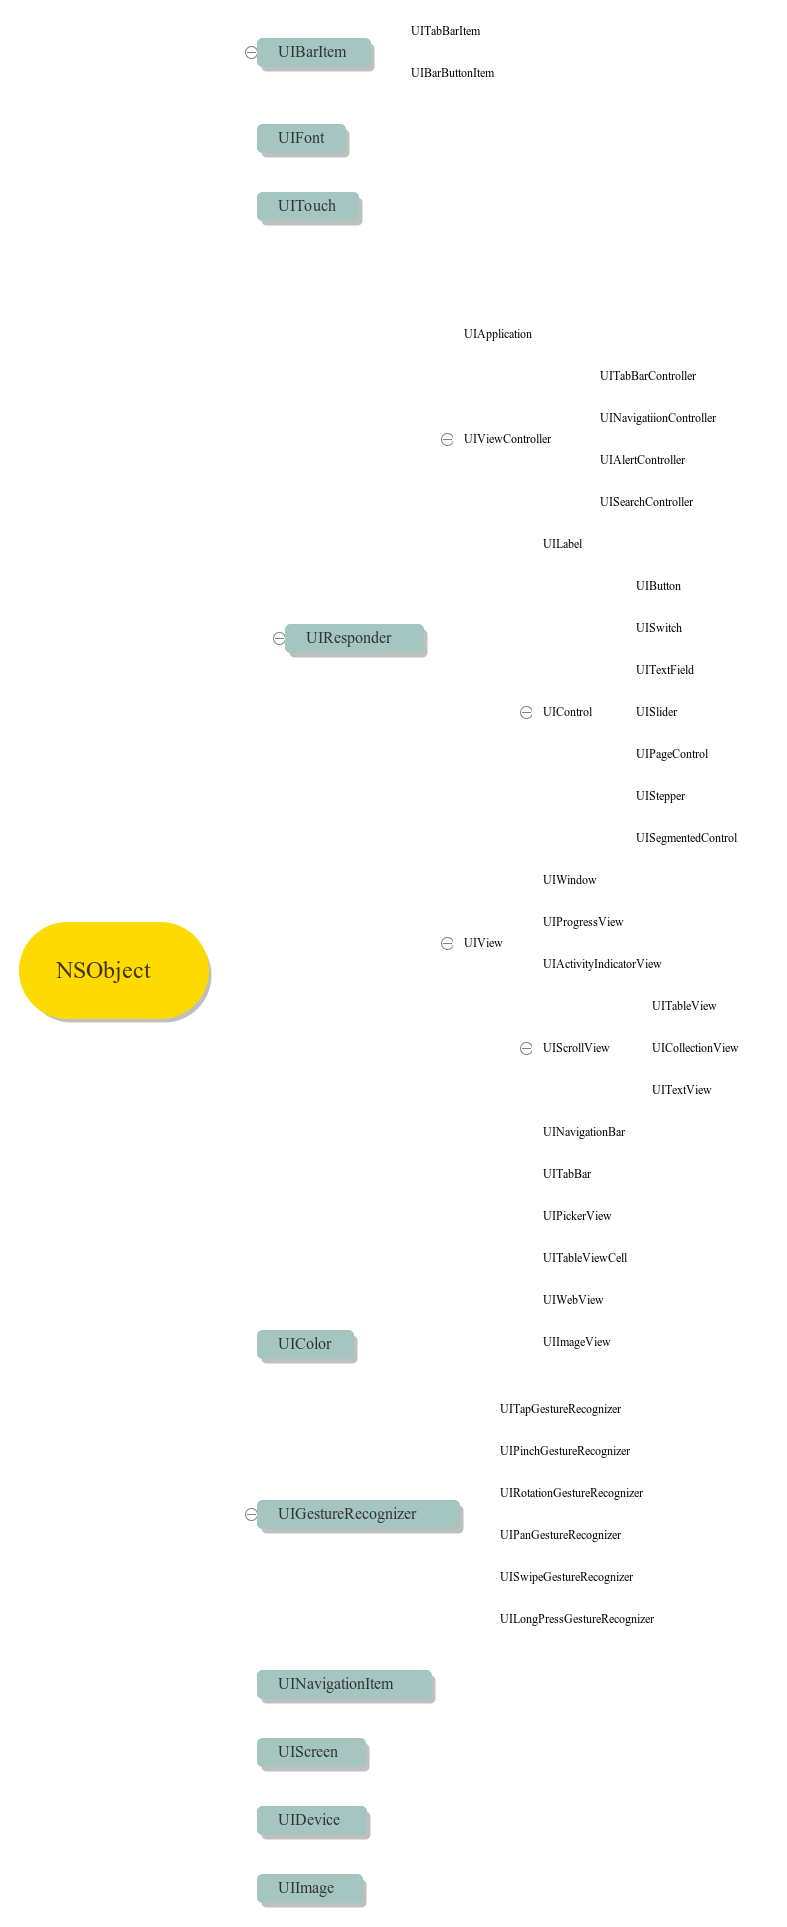 UITabBarItem
UIBarItem
UIBarButtonItem
UIFont
UITouch
UIApplication
UITabBarController
UINavigatiionController
UIViewController
UIAlertController
UISearchController
UILabel
UIButton
UISwitch
UIResponder
UITextField
UIControl
UISlider
UIPageControl
UIStepper
UISegmentedControl
UIWindow
UIProgressView
UIView
UIActivityIndicatorView
NSObject
UITableView
UIScrollView
UICollectionView
UITextView
UINavigationBar
UITabBar
UIPickerView
UITableViewCell
UIWebView
UIImageView
UIColor
UITapGestureRecognizer
UIPinchGestureRecognizer
UIRotationGestureRecognizer
UIGestureRecognizer
UIPanGestureRecognizer
UISwipeGestureRecognizer
UILongPressGestureRecognizer
UINavigationItem
UIScreen
UIDevice
UIImage